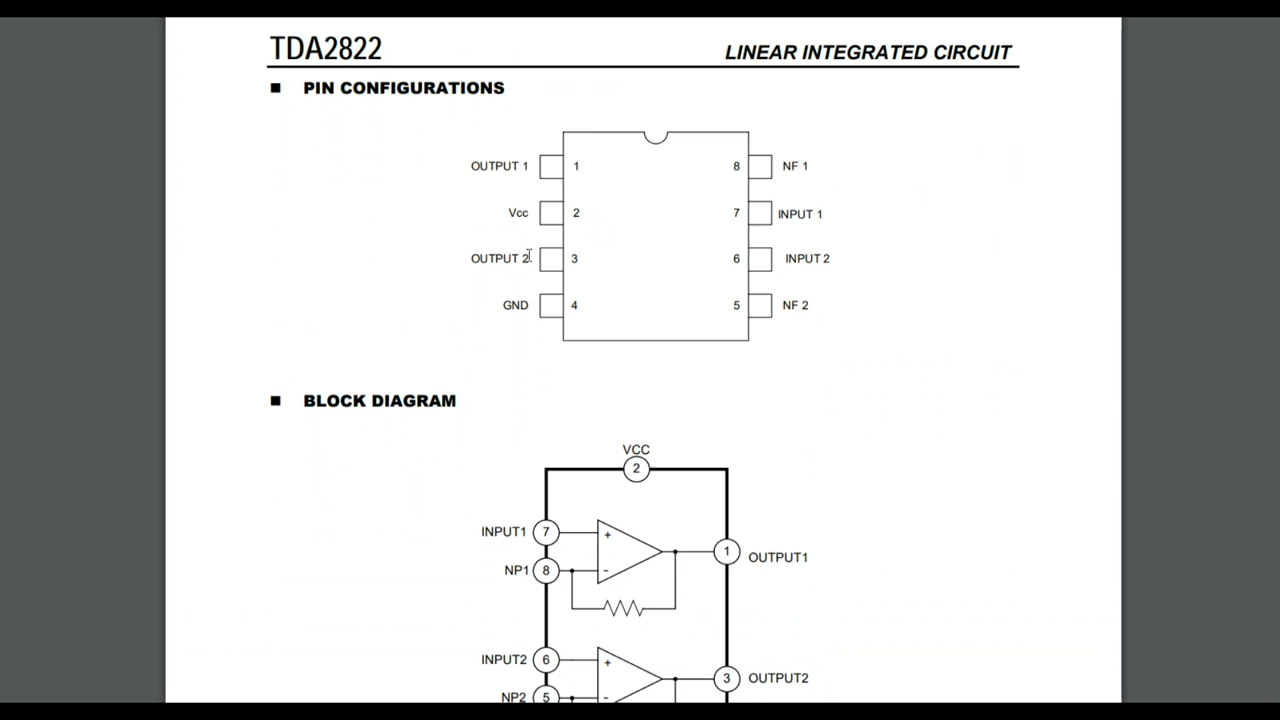 TDA2822 LINEAR INTEGRATED CIRCUIT
■ PIN CONFIGURATIONS
OUTPUT 1 1 8 NF 1
Vcc 2 7 INPUT 1
OUTPUT 2 3 6 INPUT 2
GND 4 5 NF 2
■ BLOCK DIAGRAM
VCC
2
INPUT1 7 +
1 OUTPUT1
NP1 8 -
INPUT2 6 +
3 OUTPUT2
NP2 5 -